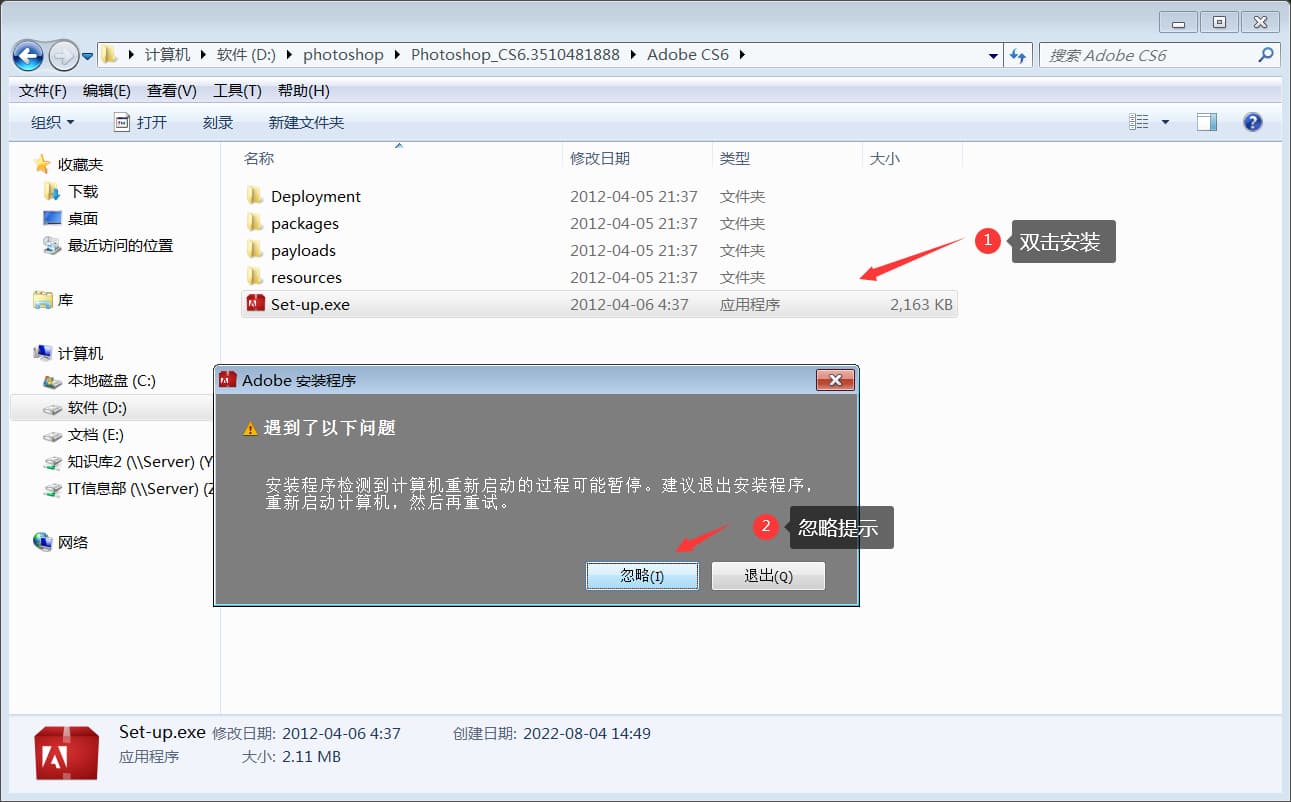 计算机 软件 (D:) photoshop Photoshop_CS6.3510481888 Adobe CS6
搜索 Adobe CS6
文件(F) 编辑(E) 查看(V) 工具(T) 帮助(H)
组织 打开 刻录 新建文件夹
名称 修改日期 类型 大小
收藏夹
下载
桌面
最近访问的位置
库
计算机
本地磁盘 (C:)
软件 (D:)
文档 (E:)
知识库2 (\\Server) (Y
IT信息部 (\\Server) (Z
网络
Deployment 2012-04-05 21:37 文件夹
packages 2012-04-05 21:37 文件夹
payloads 2012-04-05 21:37 文件夹
resources 2012-04-05 21:37 文件夹
Set-up.exe 2012-04-06 4:37 应用程序 2,163 KB
1 双击安装
Adobe 安装程序
遇到了以下问题
安装程序检测到计算机重新启动的过程可能暂停。建议退出安装程序，
重新启动计算机，然后再重试。
2 忽略提示
忽略(I) 退出(Q)
Set-up.exe 修改日期: 2012-04-06 4:37 创建日期: 2022-08-04 14:49
应用程序 大小: 2.11 MB